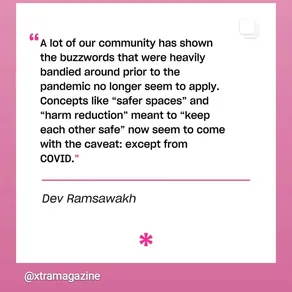 “A lot of our community has shown
the buzzwords that were heavily
bandied around prior to the
pandemic no longer seem to apply.
Concepts like “safer spaces” and
“harm reduction” meant to “keep
each other safe” now seem to come
with the caveat: except from
COVID.”
Dev Ramsawakh
@xtramagazine